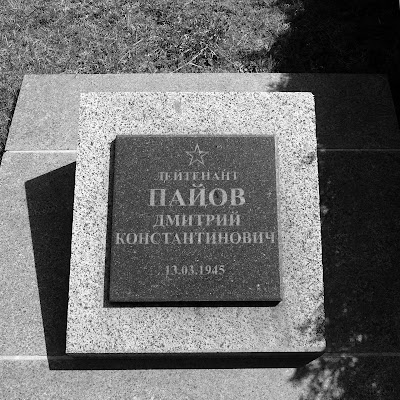 ЛЕЙТЕНАНТ
ПАЙОВ
ДМИТРИЙ
КОНСТАНТИНОВИЧ
13.03.1945